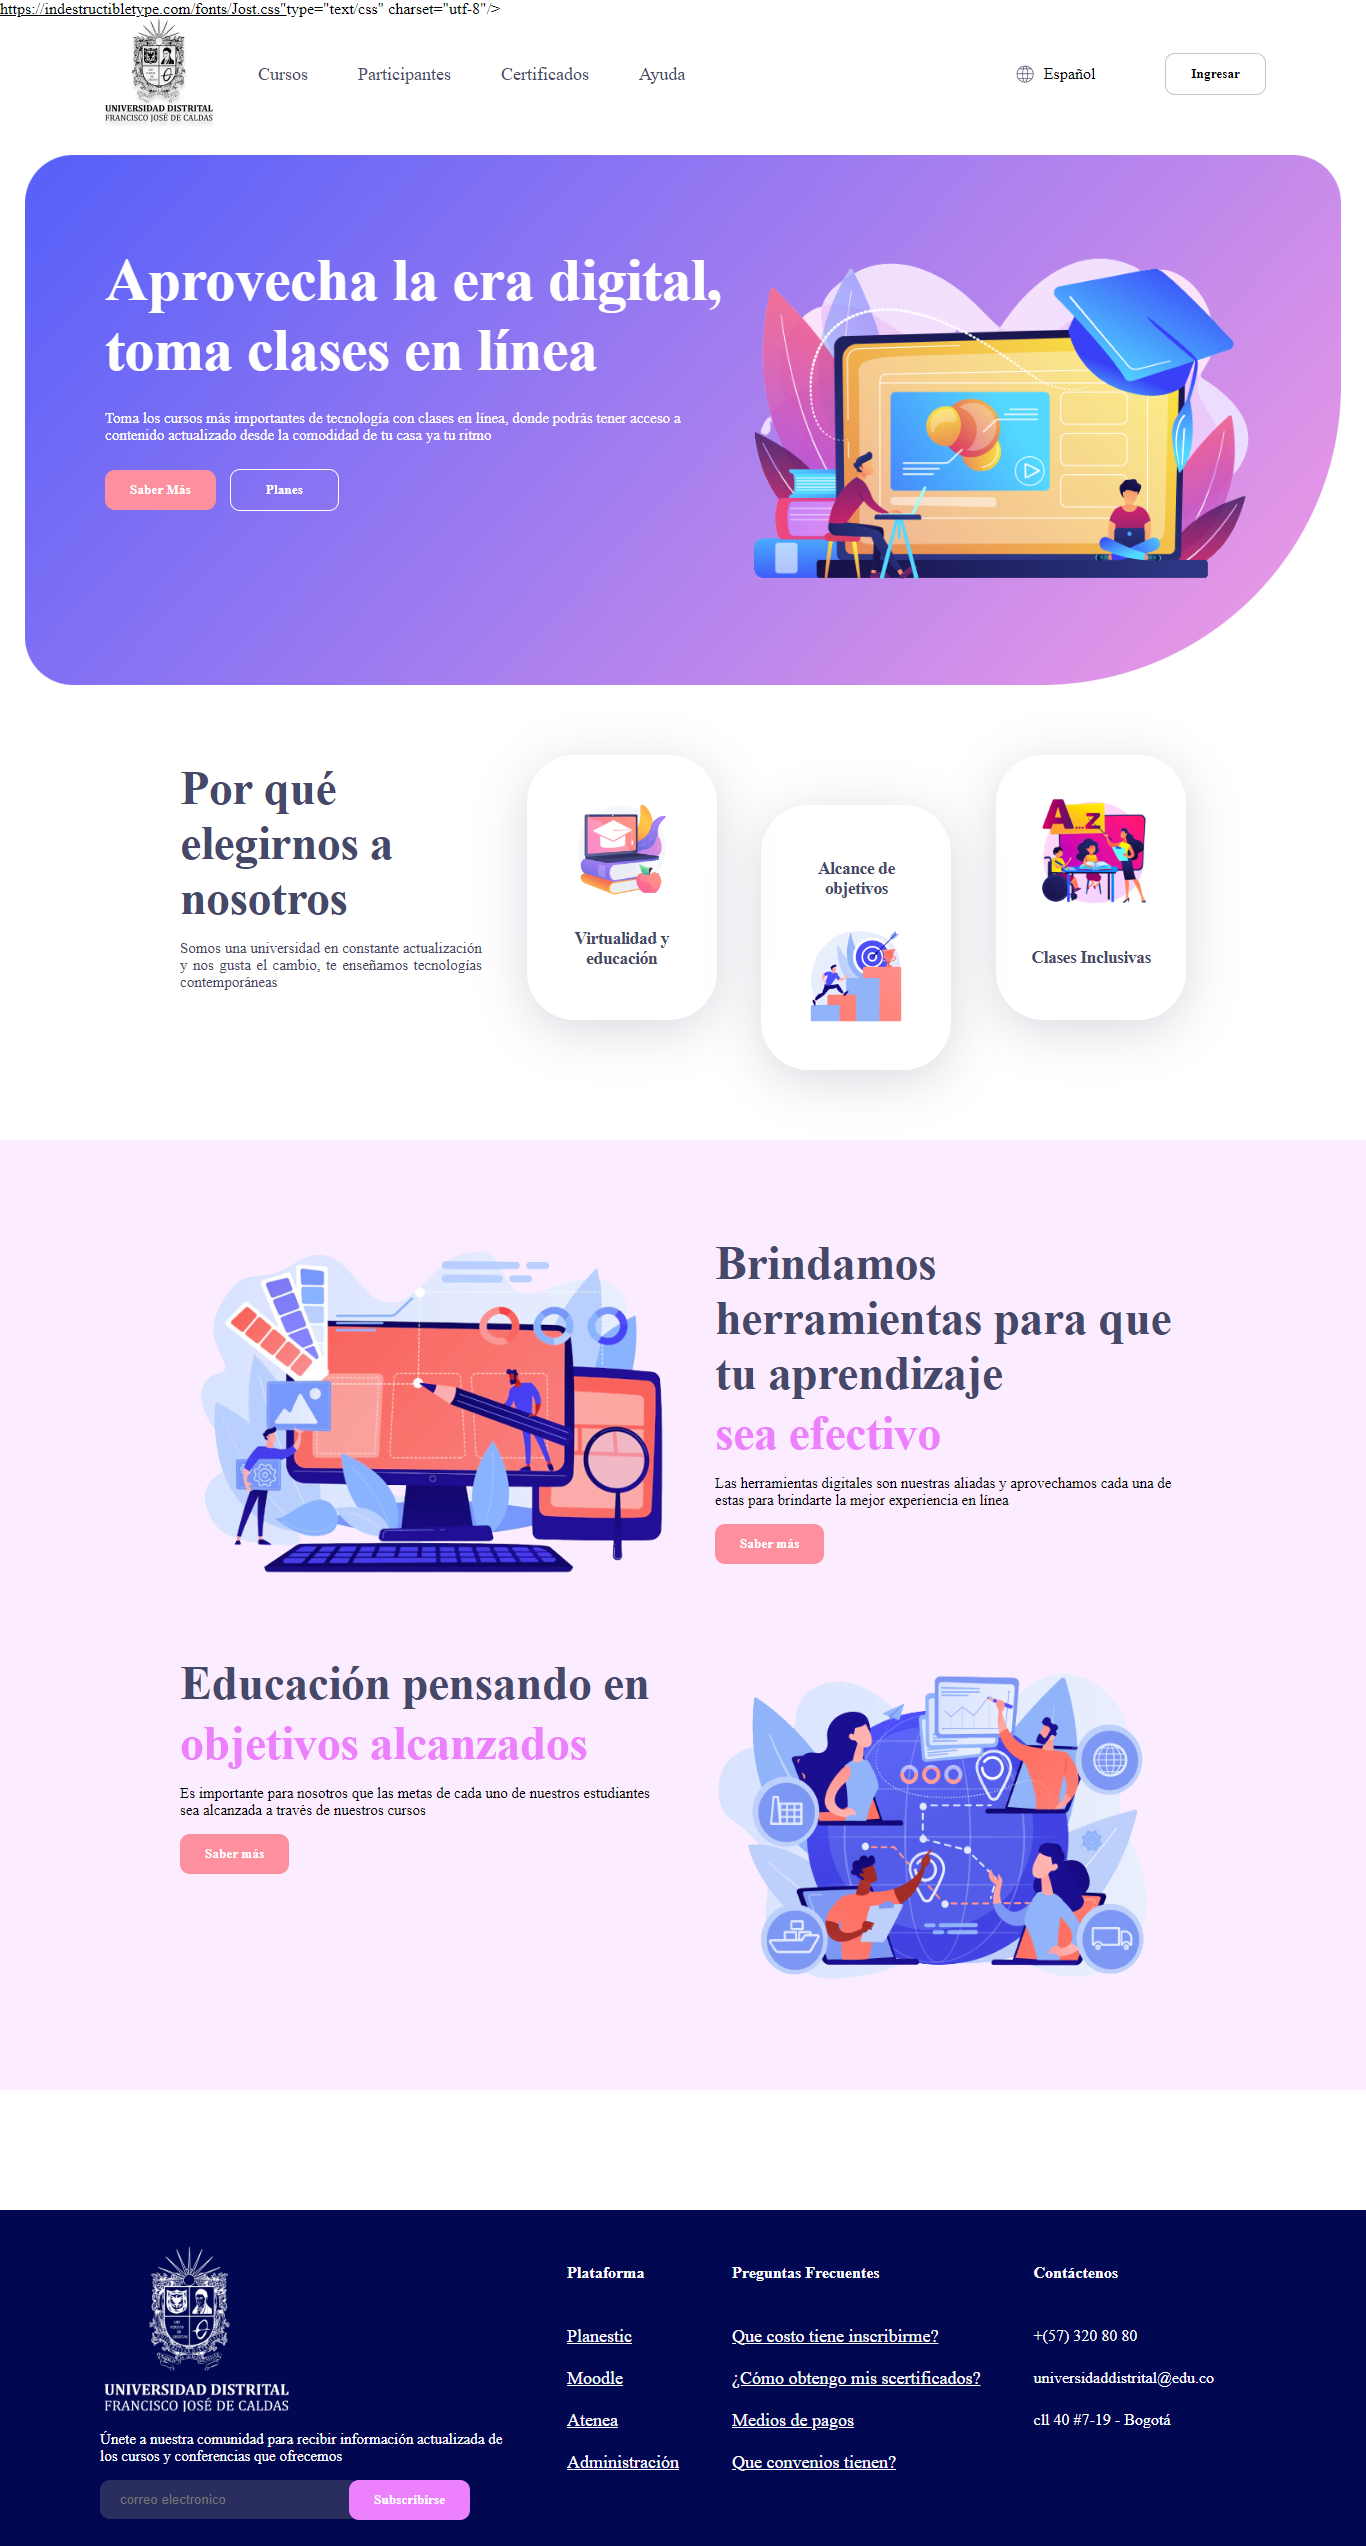 https://indestructibletype.com/fonts/Jost.css"type="text/css" charset="utf-8"/>
UNIVERSIDAD DISTRITAL
FRANCISCO JOSÉ DE CALDAS
Cursos
Participantes
Certificados
Ayuda
Español
Ingresar
Aprovecha la era digital,
toma clases en línea
Toma los cursos más importantes de tecnología con clases en línea, donde podrás tener acceso a
contenido actualizado desde la comodidad de tu casa ya tu ritmo
Saber Más
Planes
Por qué
elegirnos a
nosotros
Somos una universidad en constante actualización
y nos gusta el cambio, te enseñamos tecnologías
contemporáneas
Virtualidad y
educación
Alcance de
objetivos
A...z
Clases Inclusivas
Brindamos
herramientas para que
tu aprendizaje
sea efectivo
Las herramientas digitales son nuestras aliadas y aprovechamos cada una de
estas para brindarte la mejor experiencia en línea
Saber más
Educación pensando en
objetivos alcanzados
Es importante para nosotros que las metas de cada uno de nuestros estudiantes
sea alcanzada a través de nuestros cursos
Saber más
UNIVERSIDAD DISTRITAL
FRANCISCO JOSÉ DE CALDAS
Únete a nuestra comunidad para recibir información actualizada de
los cursos y conferencias que ofrecemos
correo electronico
Subscribirse
Plataforma
Planestic
Moodle
Atenea
Administración
Preguntas Frecuentes
Que costo tiene inscribirme?
¿Cómo obtengo mis scertificados?
Medios de pagos
Que convenios tienen?
Contáctenos
+(57) 320 80 80
universidaddistrital@edu.co
cll 40 #7-19 - Bogotá